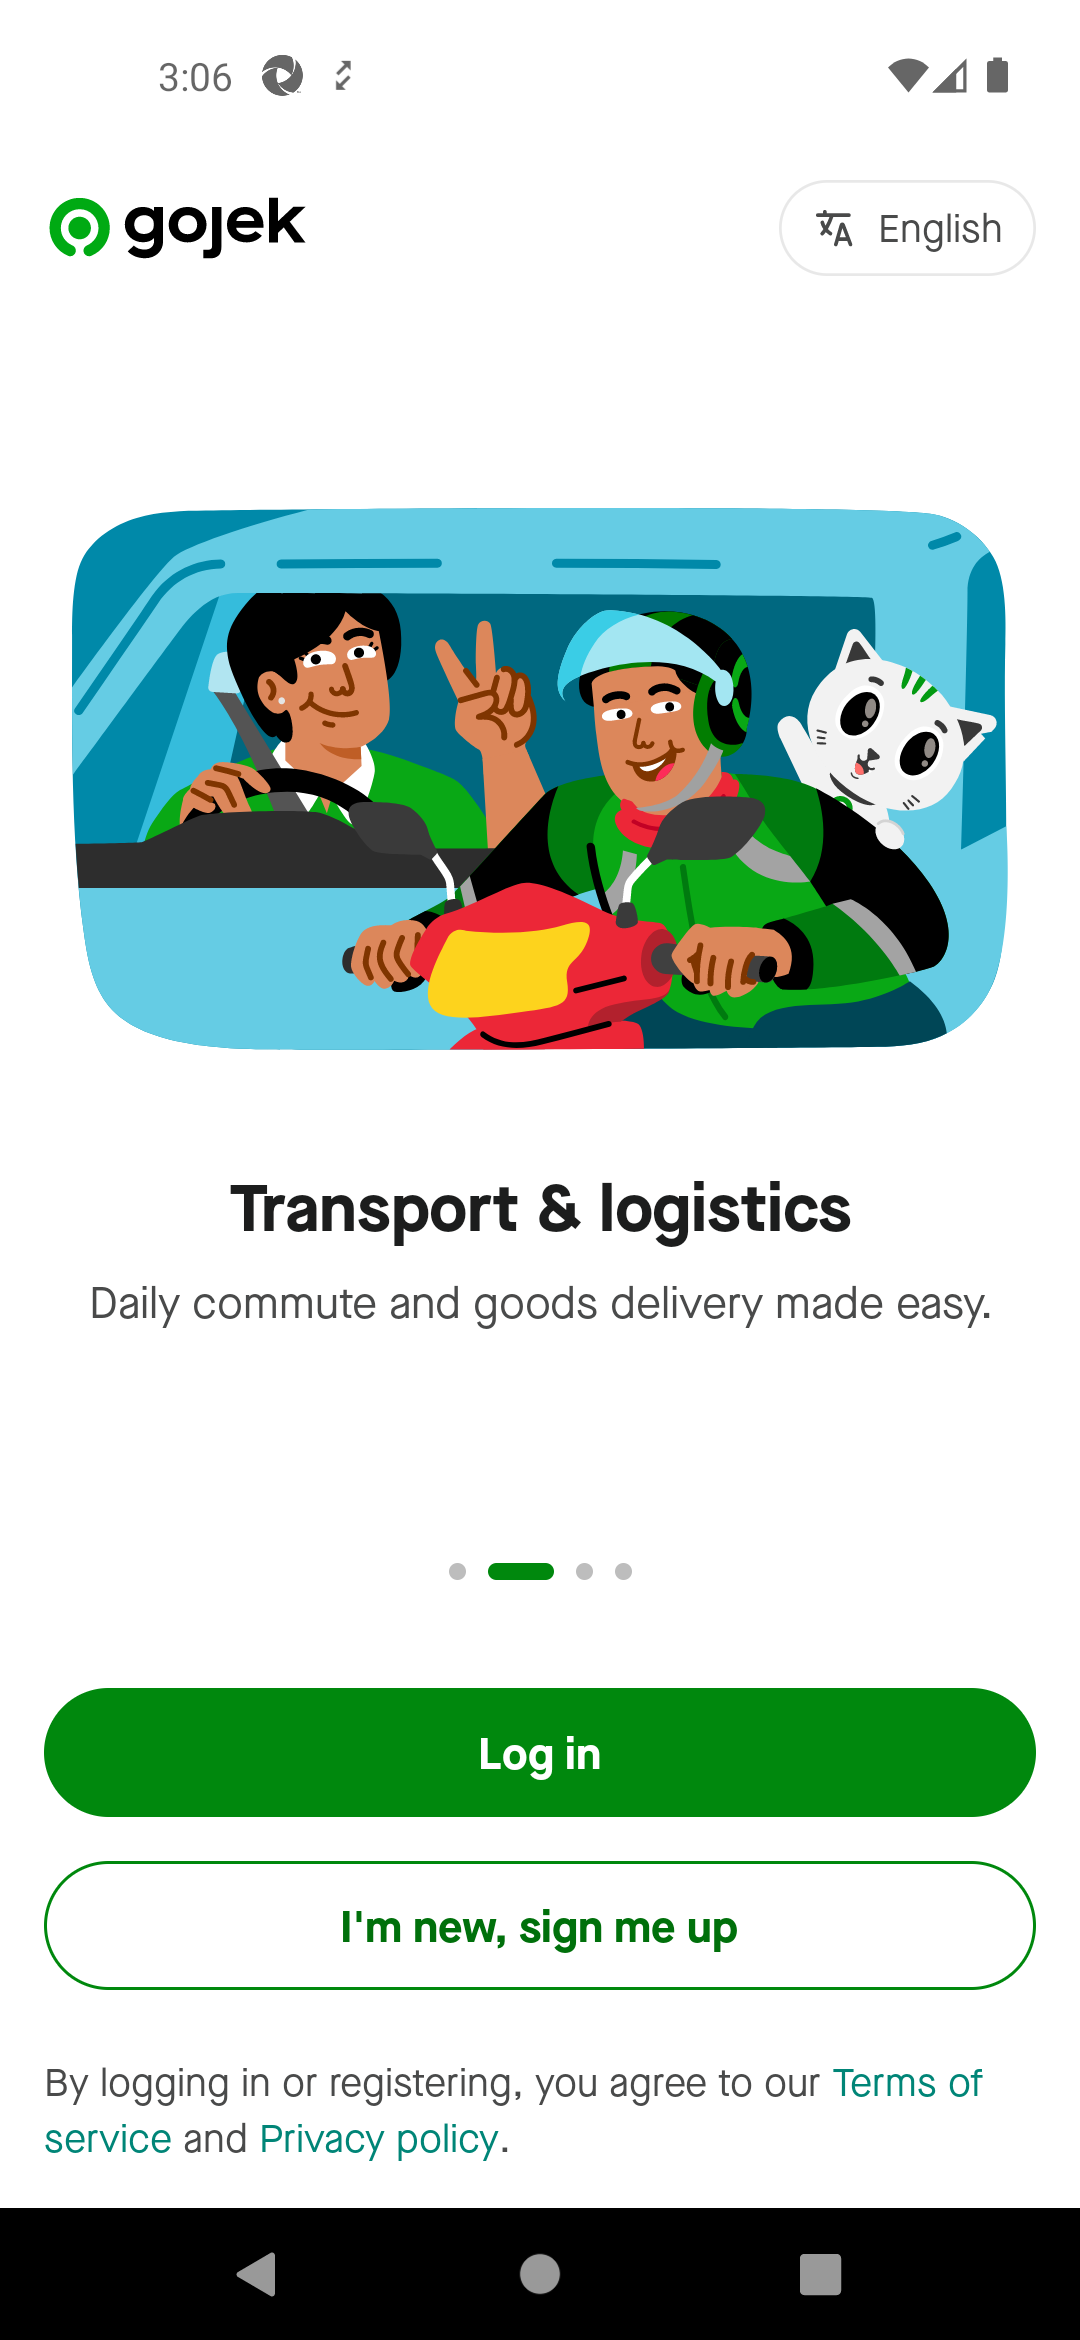 3:06
gojek
English
Transport & logistics
Daily commute and goods delivery made easy.
Log in
I'm new, sign me up
By logging in or registering, you agree to our Terms of
service and Privacy policy.